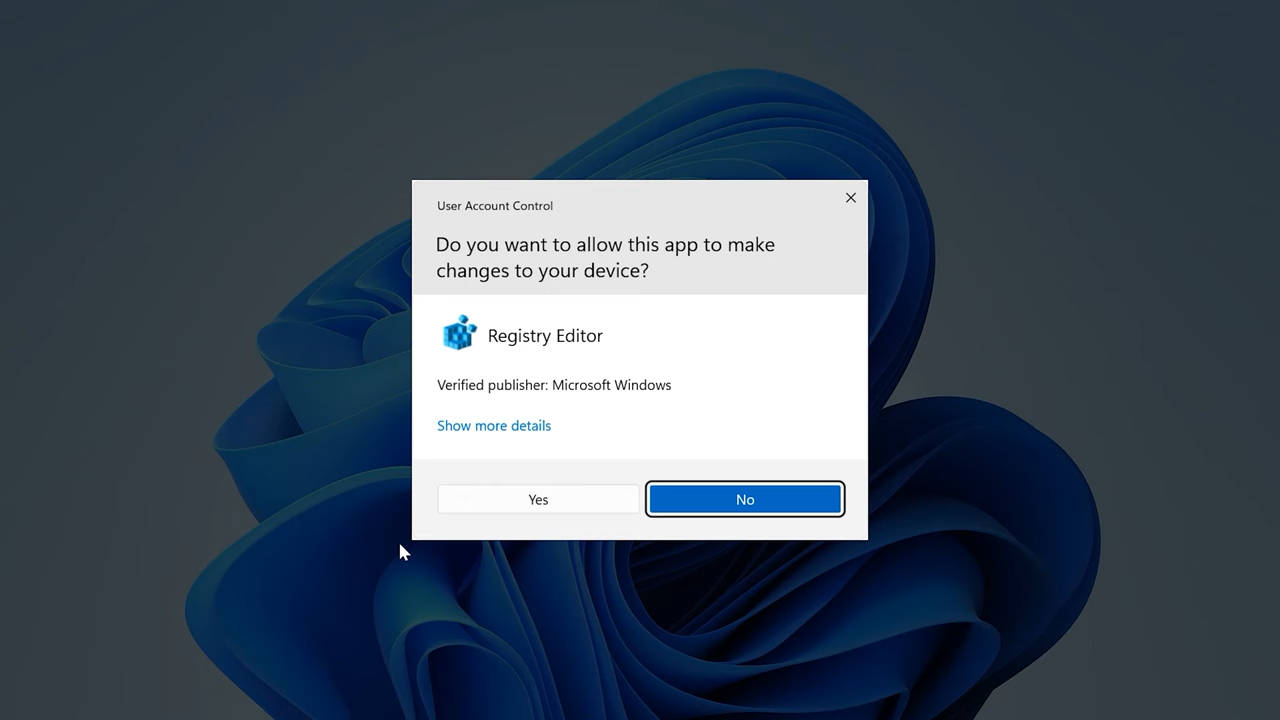 User Account Control
Do you want to allow this app to make
changes to your device?
Registry Editor
Verified publisher: Microsoft Windows
Show more details
Yes
No